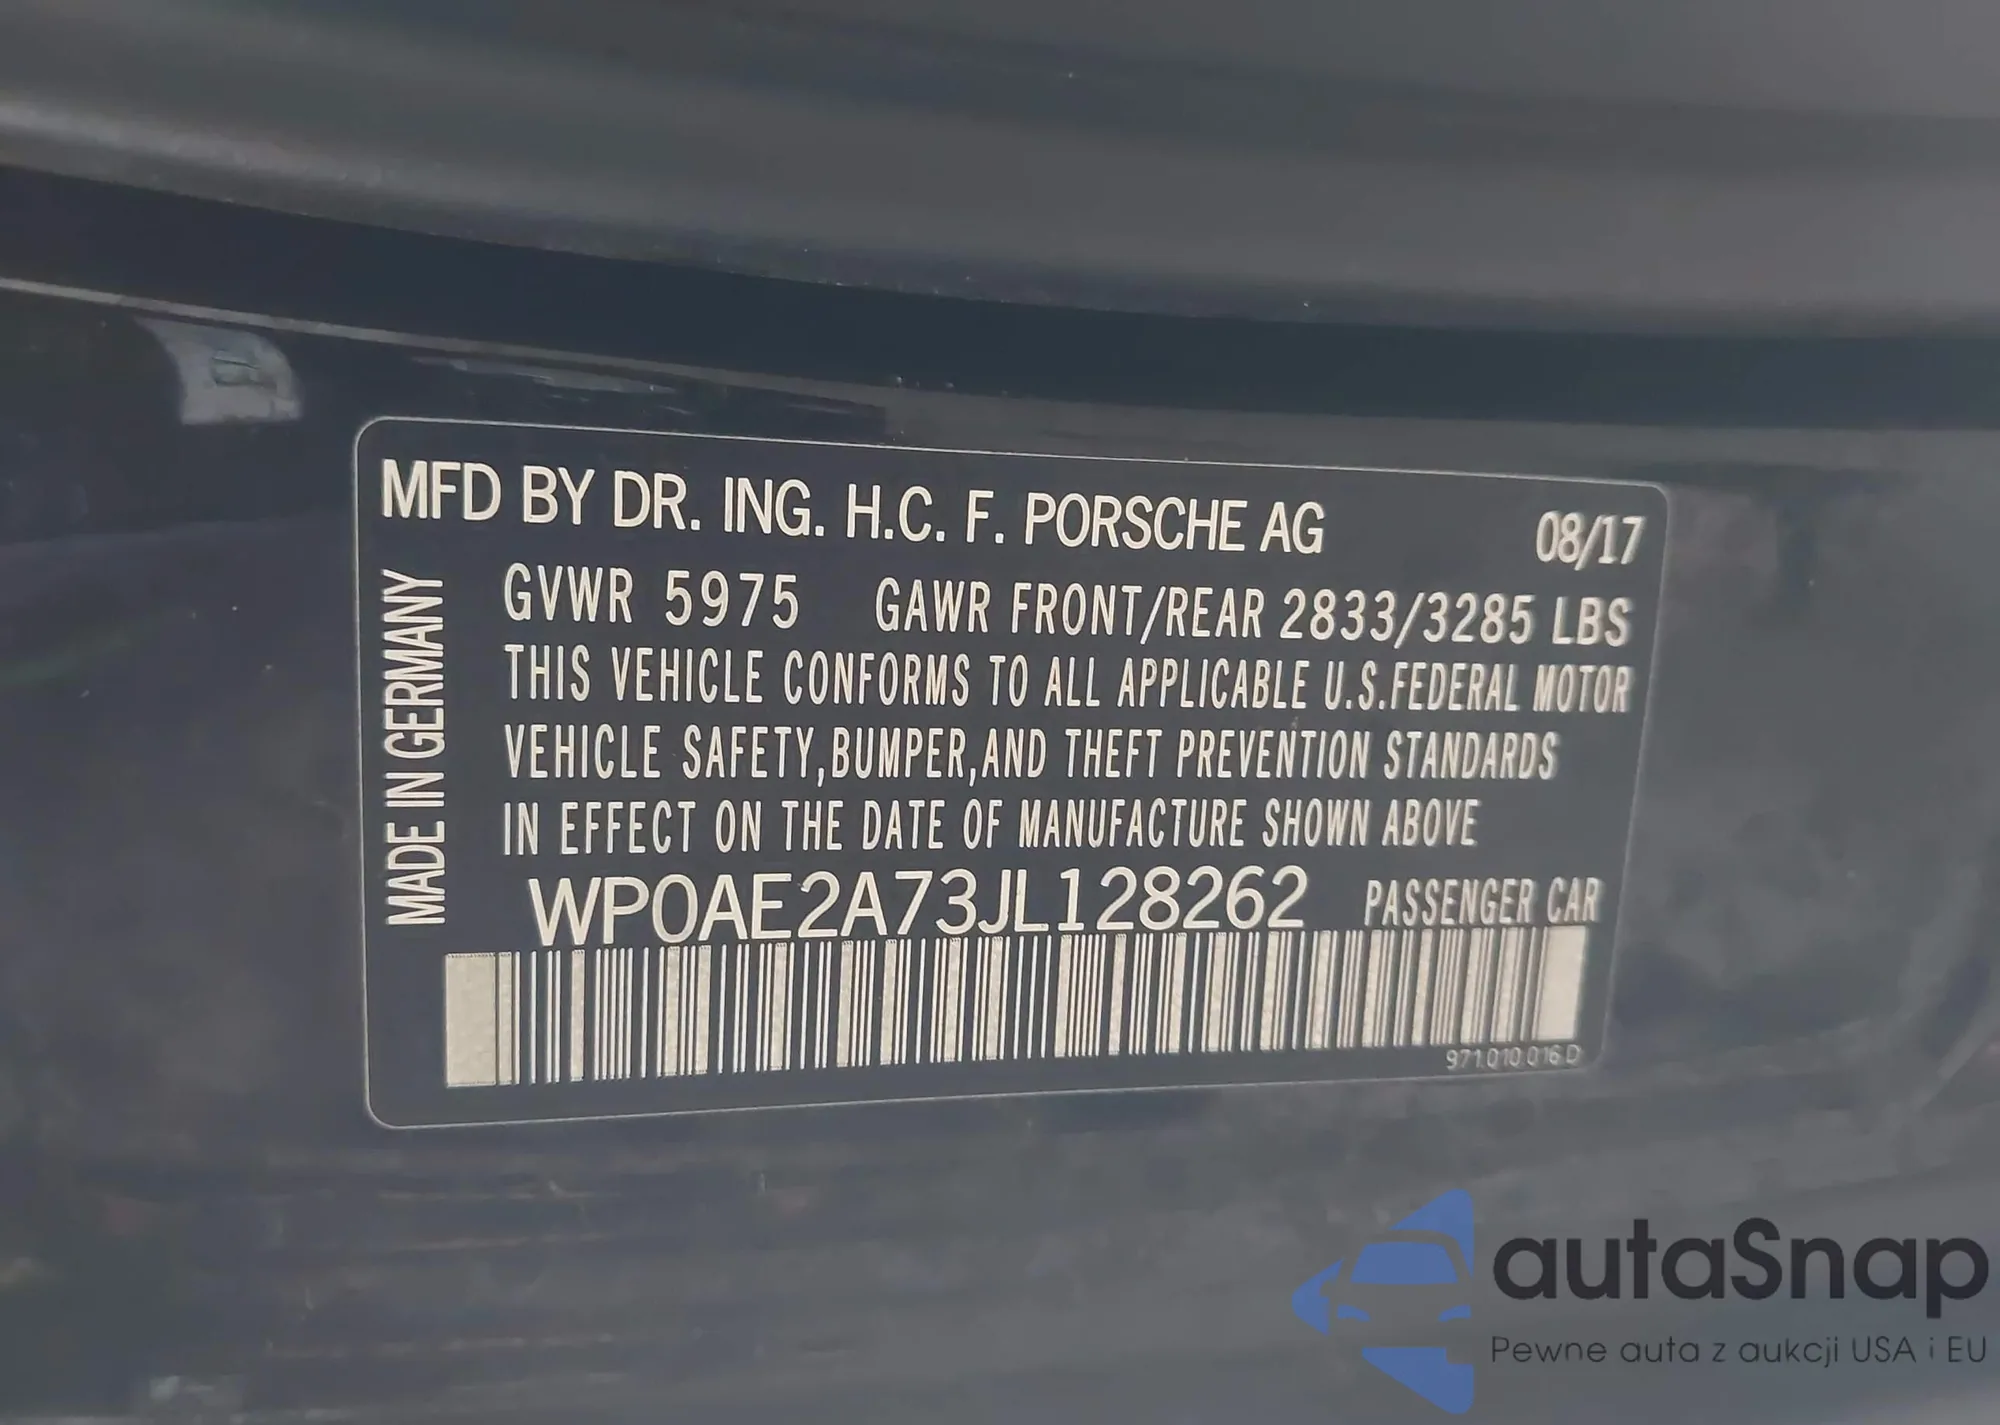 MFD BY DR. ING. H.C. F. PORSCHE AG 08/17
GVWR 5975 GAWR FRONT/REAR 2833/3285 LBS
THIS VEHICLE CONFORMS TO ALL APPLICABLE U.S.FEDERAL MOTOR
VEHICLE SAFETY,BUMPER,AND THEFT PREVENTION STANDARDS
IN EFFECT ON THE DATE OF MANUFACTURE SHOWN ABOVE
WP0AE2A73JL128262 PASSENGER CAR
971.010.016 D
MADE IN GERMANY
autaSnap
Pewne auta z aukcji USA i EU